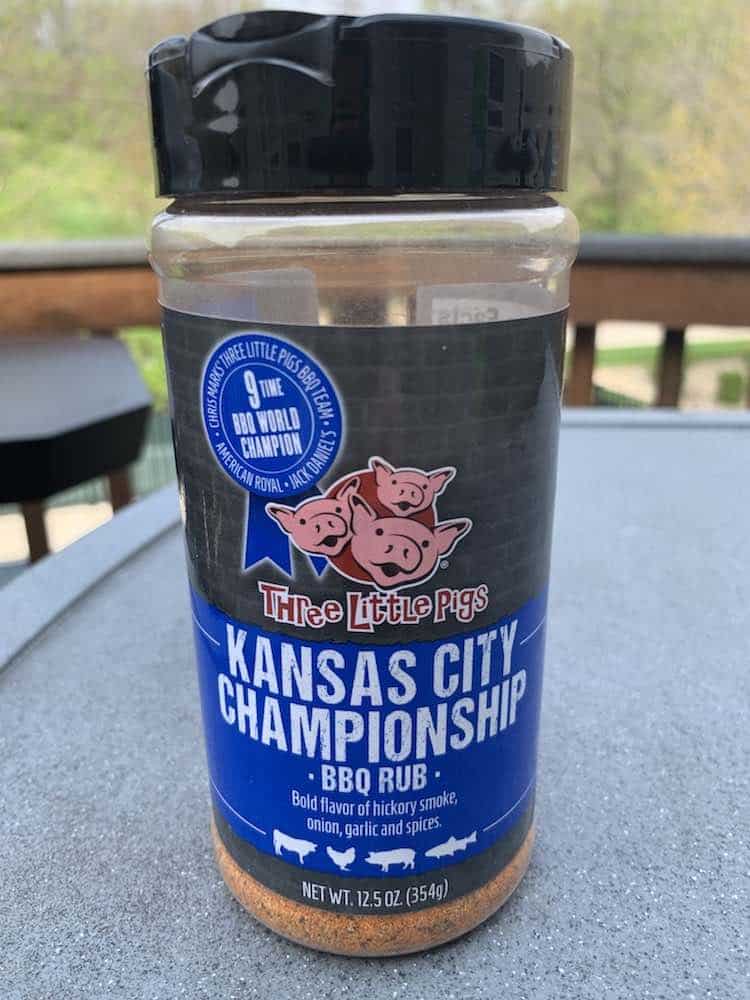 CHRIS MARKS THREE LITTLE PIGS BBQ TEAM
9 TIME
BBQ WORLD
CHAMPION
• AMERICAN ROYAL • JACK DANIEL'S •
®
THREE LITTLE PIGS
KANSAS CITY
CHAMPIONSHIP
• BBQ RUB •
Bold flavor of hickory smoke,
onion, garlic and spices.
NET WT. 12.5 OZ. (354g)
Facts